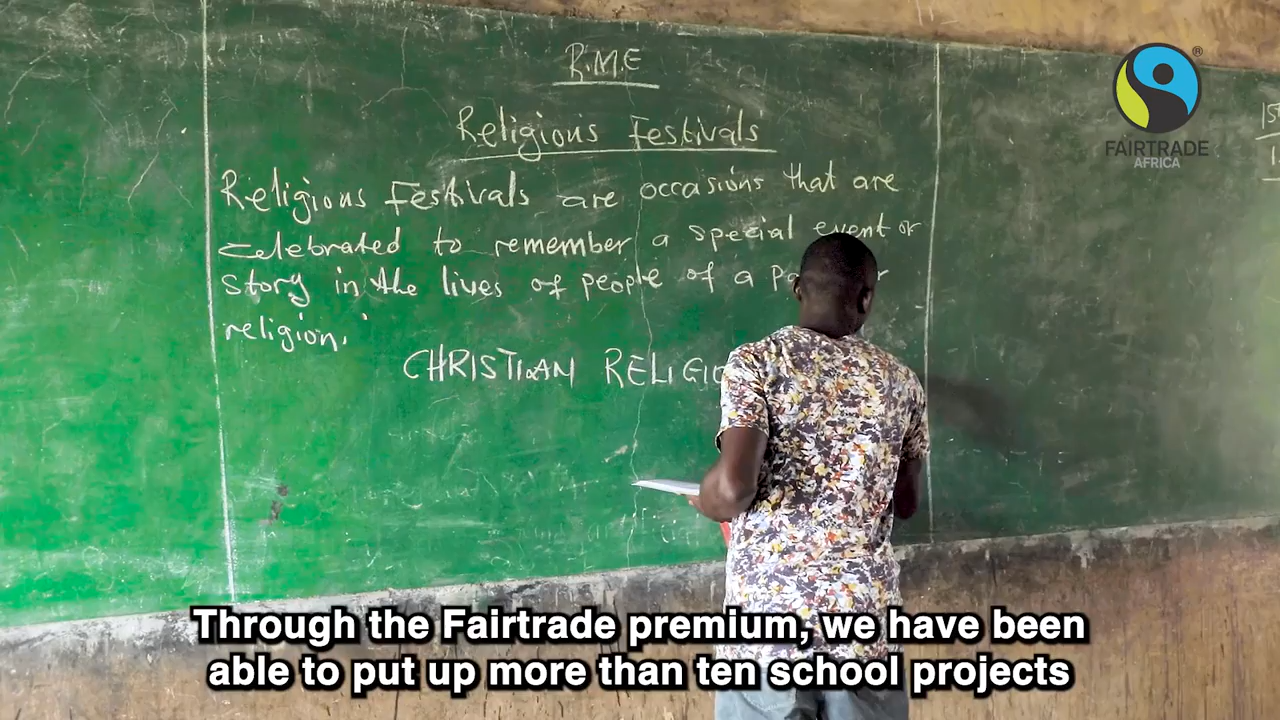 R.M.E
Religious Festivals
Religious Festivals are occasions that are
celebrated to remember a special event or
story in the lives of people of a
religion.
CHRISTIAN
FAIRTRADE
AFRICA
®
Through the Fairtrade premium, we have been
able to put up more than ten school projects